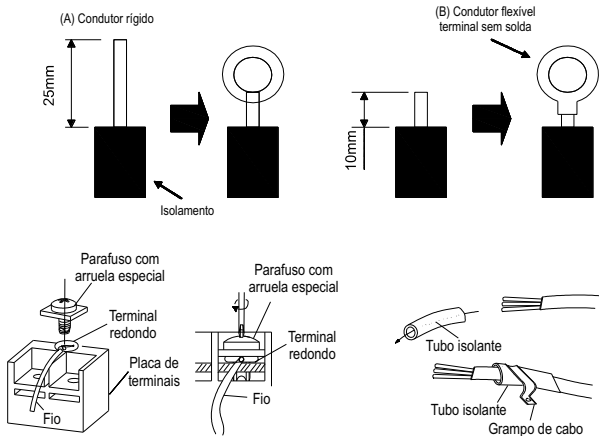 (A) Condutor rígido
25mm
Isolamento
(B) Condutor flexível
terminal sem solda
10mm
Parafuso com
arruela especial
Terminal
redondo
Placa de
terminais
Fio
Parafuso com
arruela especial
Terminal
redondo
Fio
Tubo isolante
Tubo isolante
Grampo de cabo